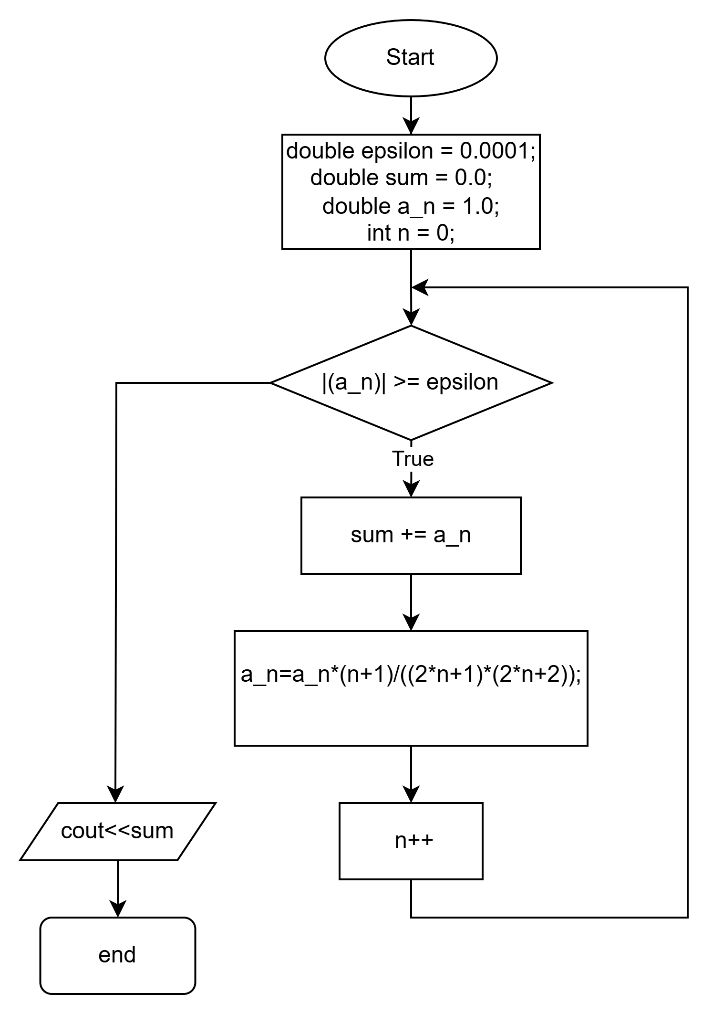 Start
double epsilon = 0.0001;
double sum = 0.0;
double a_n = 1.0;
int n = 0;
|(a_n)| >= epsilon
True
sum += a_n
a_n=a_n*(n+1)/((2*n+1)*(2*n+2));
n++
cout<<sum
end